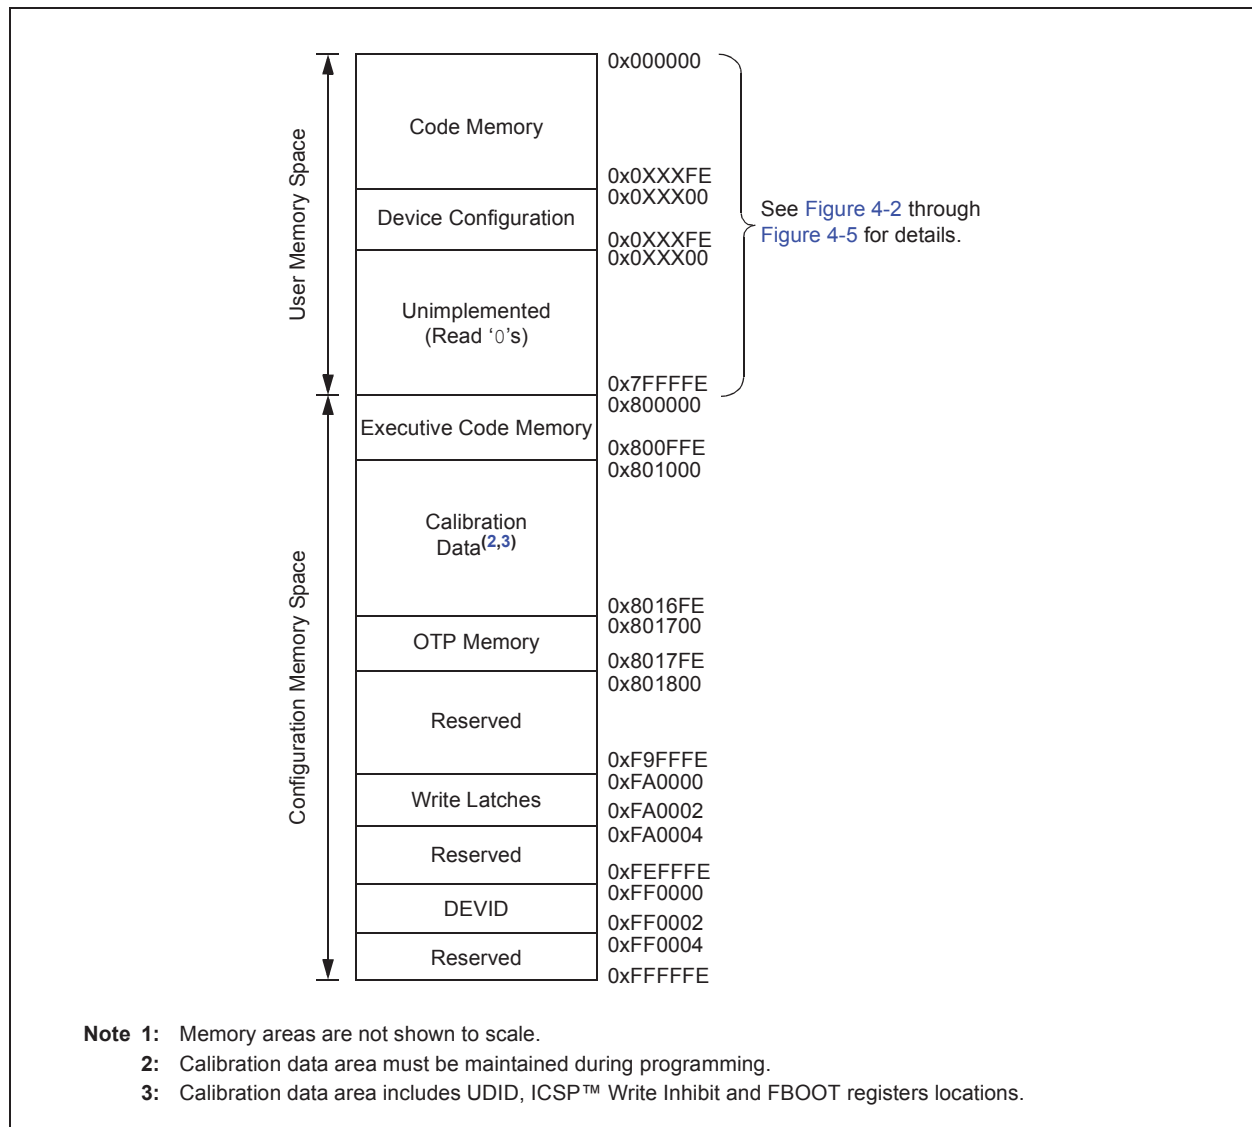 User Memory Space
Configuration Memory Space
Code Memory
Device Configuration
Unimplemented
(Read ‘0’s)
Executive Code Memory
Calibration
Data(2,3)
OTP Memory
Reserved
Write Latches
Reserved
DEVID
Reserved
0x000000
0x0XXXFE
0x0XXX00
0x0XXXFE
0x0XXX00
0x7FFFFE
0x800000
0x800FFE
0x801000
0x8016FE
0x801700
0x8017FE
0x801800
0xF9FFFE
0xFA0000
0xFA0002
0xFA0004
0xFEFFFE
0xFF0000
0xFF0002
0xFF0004
0xFFFFFE
See Figure 4-2 through
Figure 4-5 for details.
Note 1: Memory areas are not shown to scale.
2: Calibration data area must be maintained during programming.
3: Calibration data area includes UDID, ICSP™ Write Inhibit and FBOOT registers locations.